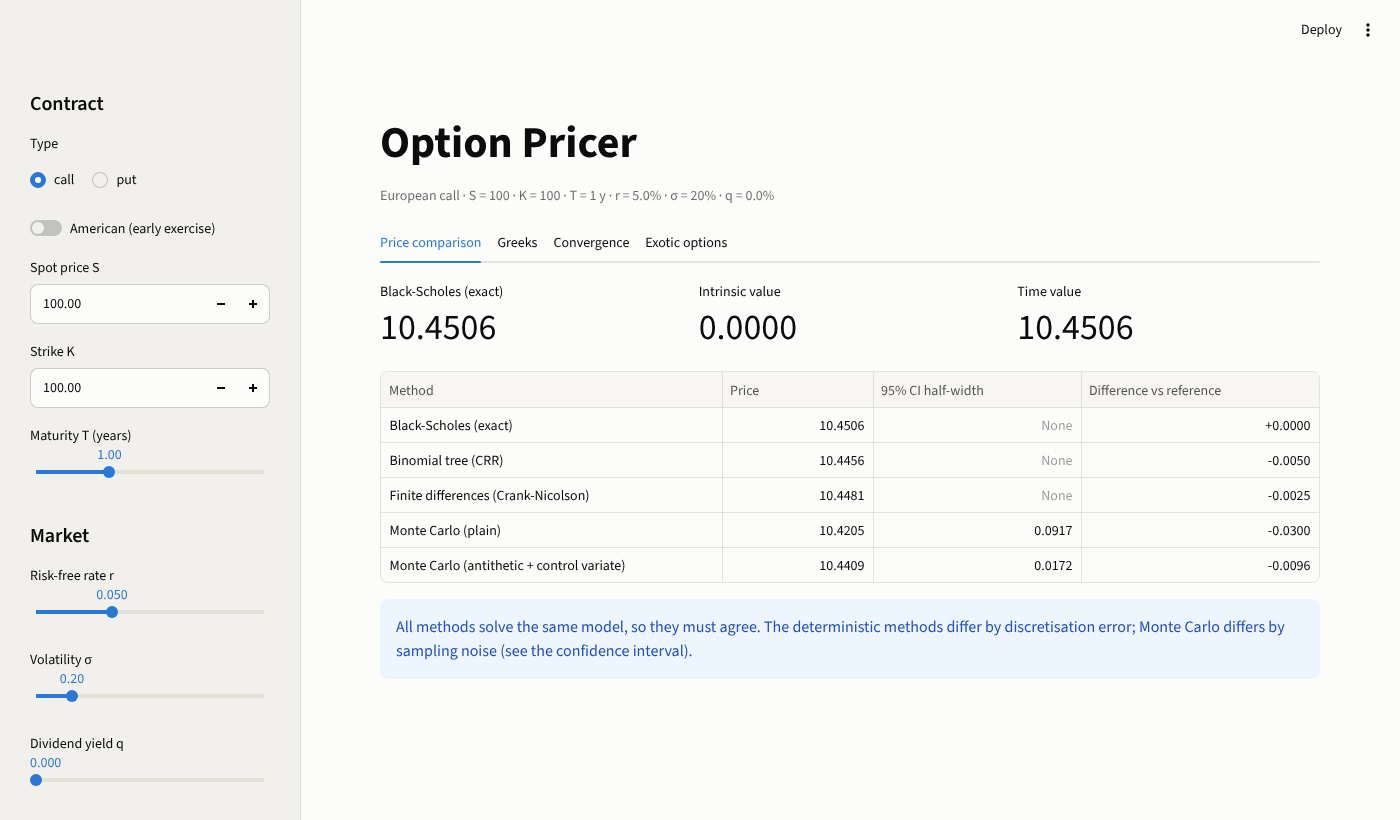 Deploy
Contract
Type
call put
American (early exercise)
Spot price S
100.00 − +
Strike K
100.00 − +
Maturity T (years)
1.00
Market
Risk-free rate r
0.050
Volatility σ
0.20
Dividend yield q
0.000
Option Pricer
European call · S = 100 · K = 100 · T = 1 y · r = 5.0% · σ = 20% · q = 0.0%
Price comparison Greeks Convergence Exotic options
Black-Scholes (exact) Intrinsic value Time value
10.4506 0.0000 10.4506
Method Price 95% CI half-width Difference vs reference
Black-Scholes (exact) 10.4506 None +0.0000
Binomial tree (CRR) 10.4456 None -0.0050
Finite differences (Crank-Nicolson) 10.4481 None -0.0025
Monte Carlo (plain) 10.4205 0.0917 -0.0300
Monte Carlo (antithetic + control variate) 10.4409 0.0172 -0.0096
All methods solve the same model, so they must agree. The deterministic methods differ by discretisation error; Monte Carlo differs by
sampling noise (see the confidence interval).